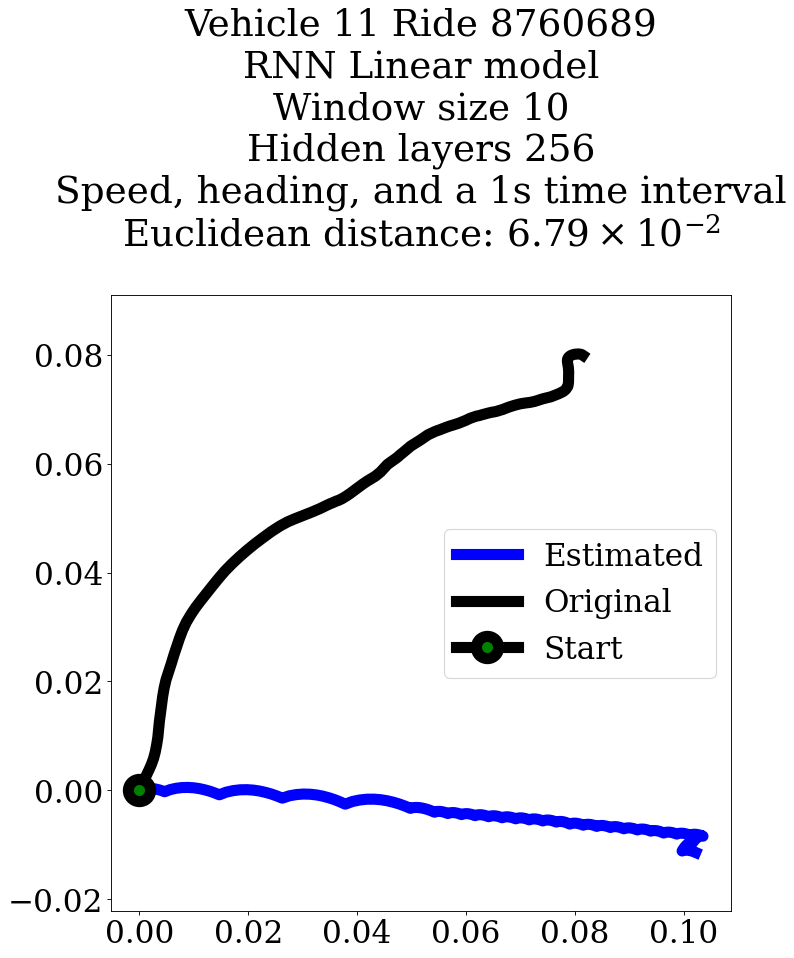 Vehicle 11 Ride 8760689
RNN Linear model
Window size 10
Hidden layers 256
Speed, heading, and a 1s time interval
Euclidean distance: 6.79 × 10⁻²
0.08
0.06
0.04
0.02
0.00
−0.02
Estimated
Original
Start
0.00 0.02 0.04 0.06 0.08 0.10